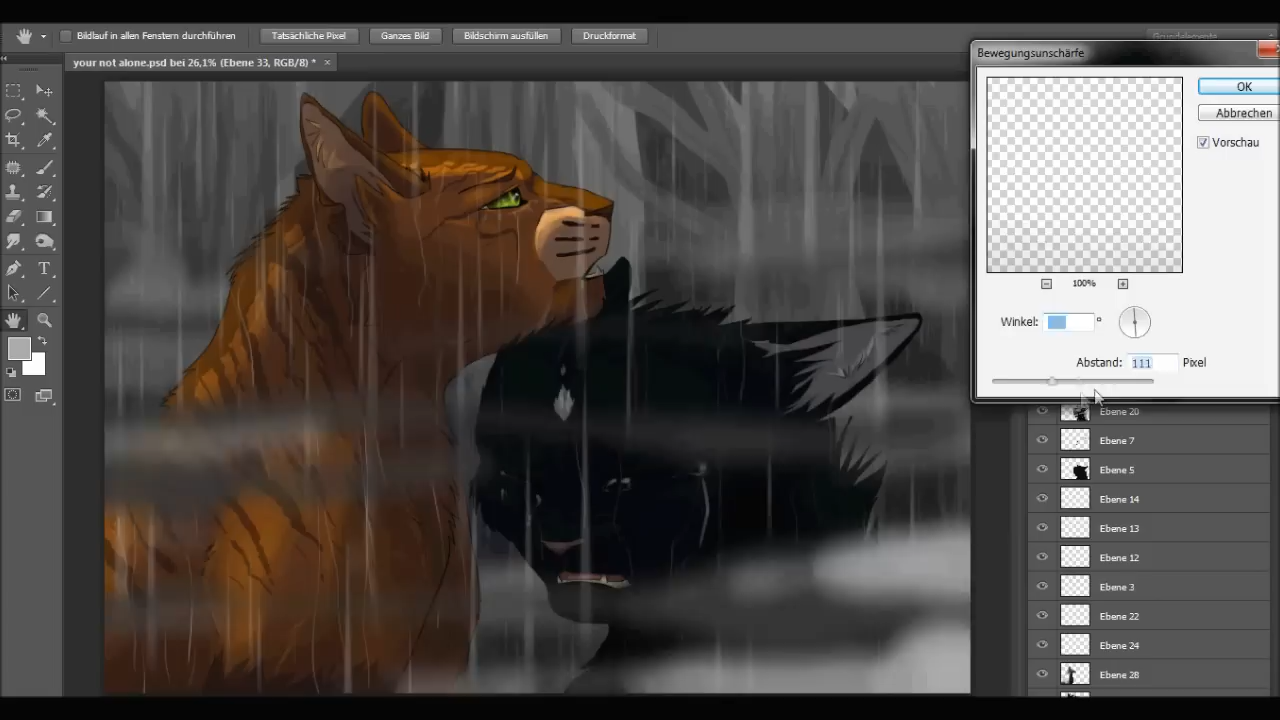 Bildlauf in allen Fenstern durchführen
Tatsächliche Pixel
Ganzes Bild
Bildschirm ausfüllen
Druckformat
Grundelemente
your not alone.psd bei 26,1% (Ebene 33, RGB/8) * ×
Bewegungsunschärfe
OK
Abbrechen
Vorschau
100%
Winkel: °
Abstand: 111 Pixel
Ebene 20
Ebene 7
Ebene 5
Ebene 14
Ebene 13
Ebene 12
Ebene 3
Ebene 22
Ebene 24
Ebene 28